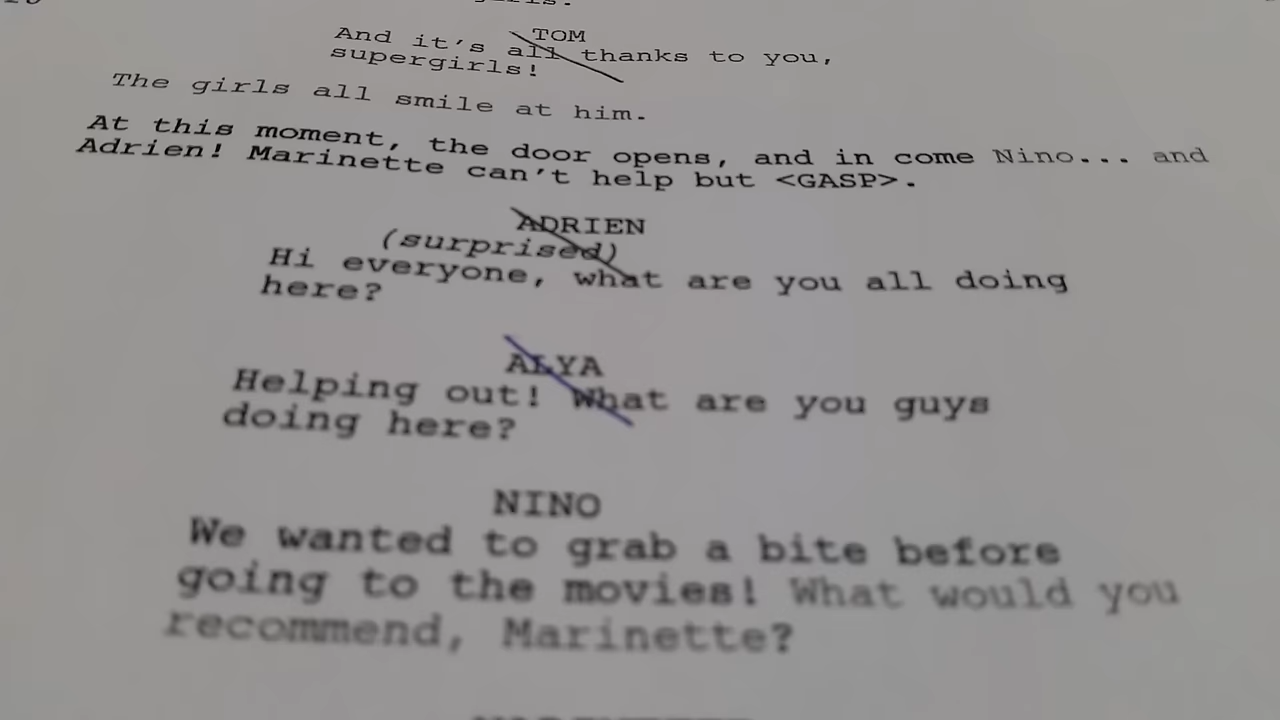 TOM
And it's all thanks to you,
supergirls!
The girls all smile at him.
At this moment, the door opens, and in come Nino... and
Adrien! Marinette can't help but <GASP>.
ADRIEN
(surprised)
Hi everyone, what are you all doing
here?
ALYA
Helping out! What are you guys
doing here?
NINO
We wanted to grab a bite before
going to the movies! What would you
recommend, Marinette?